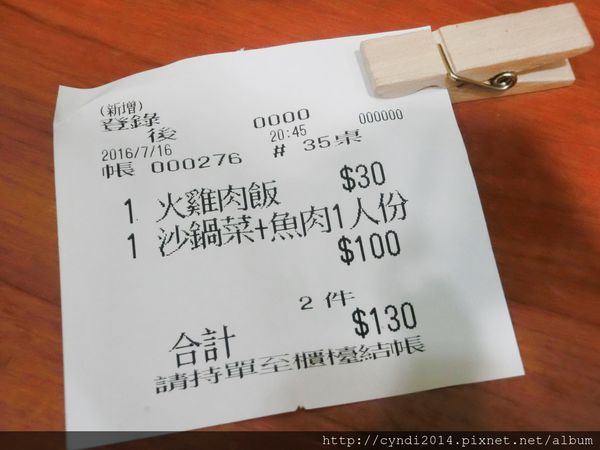 (新增)
登錄 0000 000000
後 20:45
2016/7/16 # 35桌
帳 000276
1 火雞肉飯 $30
1 沙鍋菜+魚肉1人份
$100
2 件
合計 $130
請持單至櫃檯結帳
http://cyndi2014.pixnet.net/album